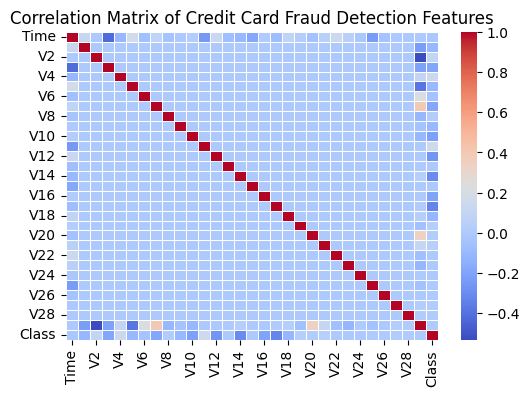 Correlation Matrix of Credit Card Fraud Detection Features
Time
V2
V4
V6
V8
V10
V12
V14
V16
V18
V20
V22
V24
V26
V28
Class
Time
V2
V4
V6
V8
V10
V12
V14
V16
V18
V20
V22
V24
V26
V28
Class
1.0
0.8
0.6
0.4
0.2
0.0
−0.2
−0.4